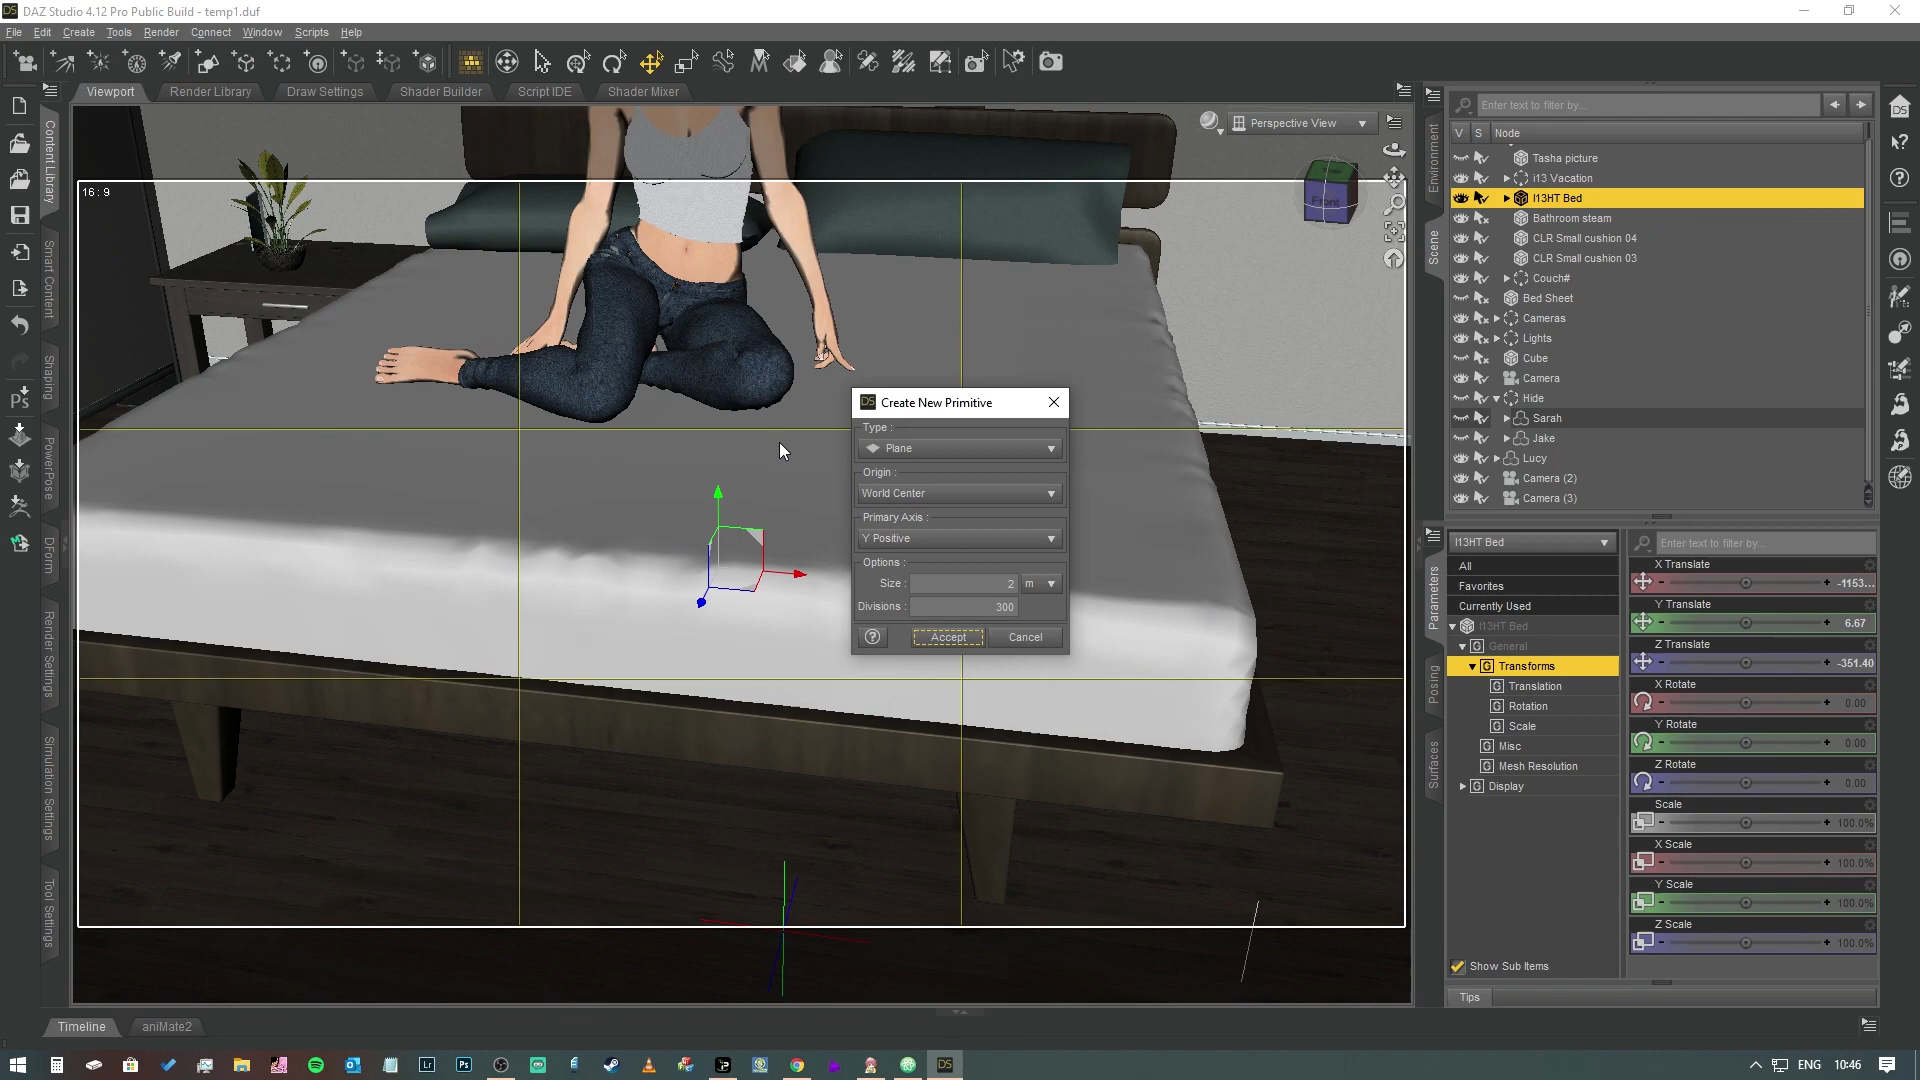 DAZ Studio 4.12 Pro Public Build - temp1.duf
File Edit Create Tools Render Connect Window Scripts Help
Viewport Render Library Draw Settings Shader Builder Script IDE Shader Mixer
Content Library
Smart Content
Shaping
PowerPose
DForm
Render Settings
Simulation Settings
Tool Settings
16 : 9
Perspective View
Front
Create New Primitive
Type :
Plane
Origin :
World Center
Primary Axis :
Y Positive
Options :
Size : 2 m
Divisions : 300
Accept Cancel
Environment
Scene
Enter text to filter by...
V S Node
Tasha picture
i13 Vacation
I13HT Bed
Bathroom steam
CLR Small cushion 04
CLR Small cushion 03
Couch#
Bed Sheet
Cameras
Lights
Cube
Camera
Hide
Sarah
Jake
Lucy
Camera (2)
Camera (3)
Parameters
Posing
Surfaces
I13HT Bed
All
Favorites
Currently Used
I13HT Bed
General
Transforms
Translation
Rotation
Scale
Misc
Mesh Resolution
Display
Show Sub Items
Enter text to filter by...
X Translate
-1153...
Y Translate
6.67
Z Translate
-351.40
X Rotate
0.00
Y Rotate
0.00
Z Rotate
0.00
Scale
100.0%
X Scale
100.0%
Y Scale
100.0%
Z Scale
100.0%
Tips
Timeline aniMate2
ENG 10:46